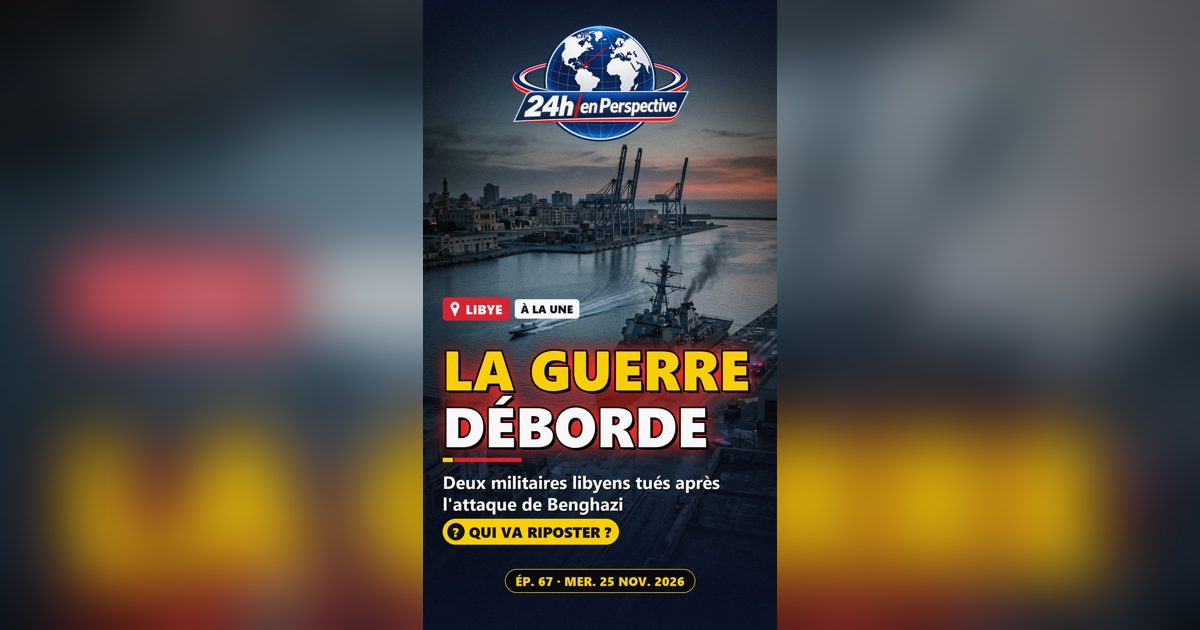 24h/en Perspective
LIBYE
À LA UNE
LA GUERRE
DÉBORDE
Deux militaires libyens tués après
l'attaque de Benghazi
? QUI VA RIPOSTER ?
ÉP. 67 · MER. 25 NOV. 2026